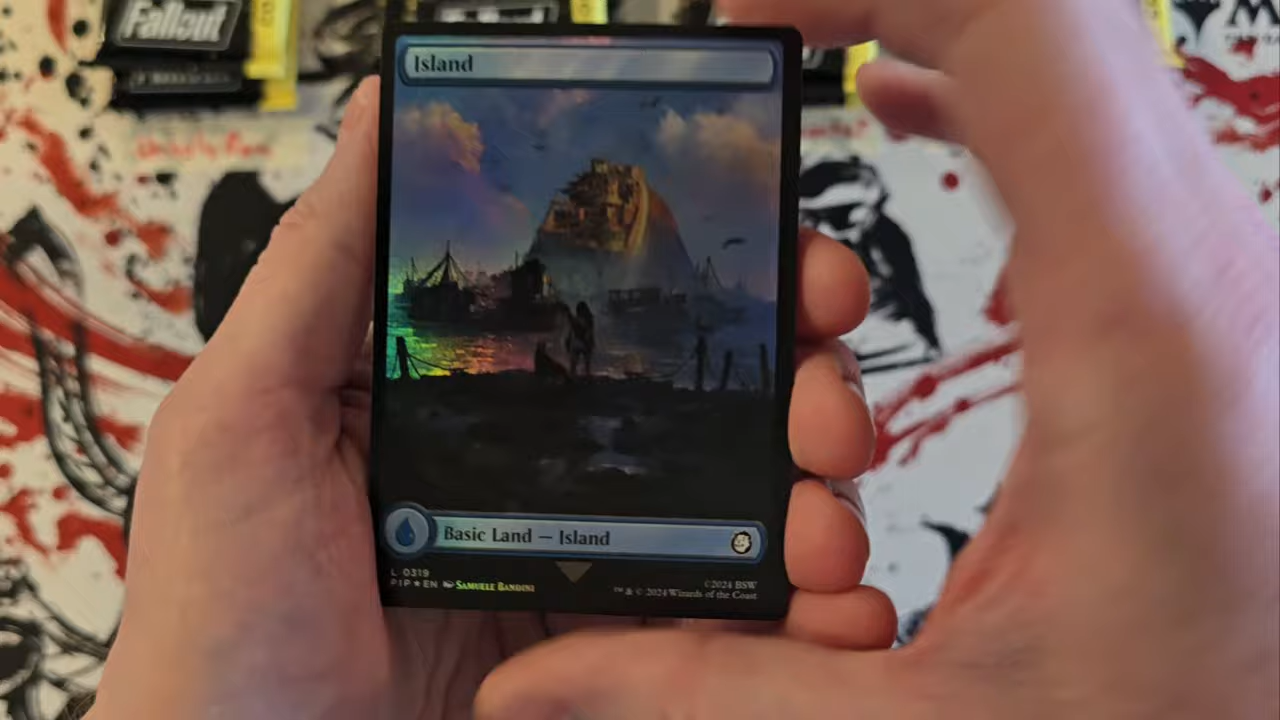 Fallout
Island
Basic Land — Island
L 0319
PIP ★ EN SAMUELE BANDINI
©2024 BSW
™ & © 2024 Wizards of the Coast